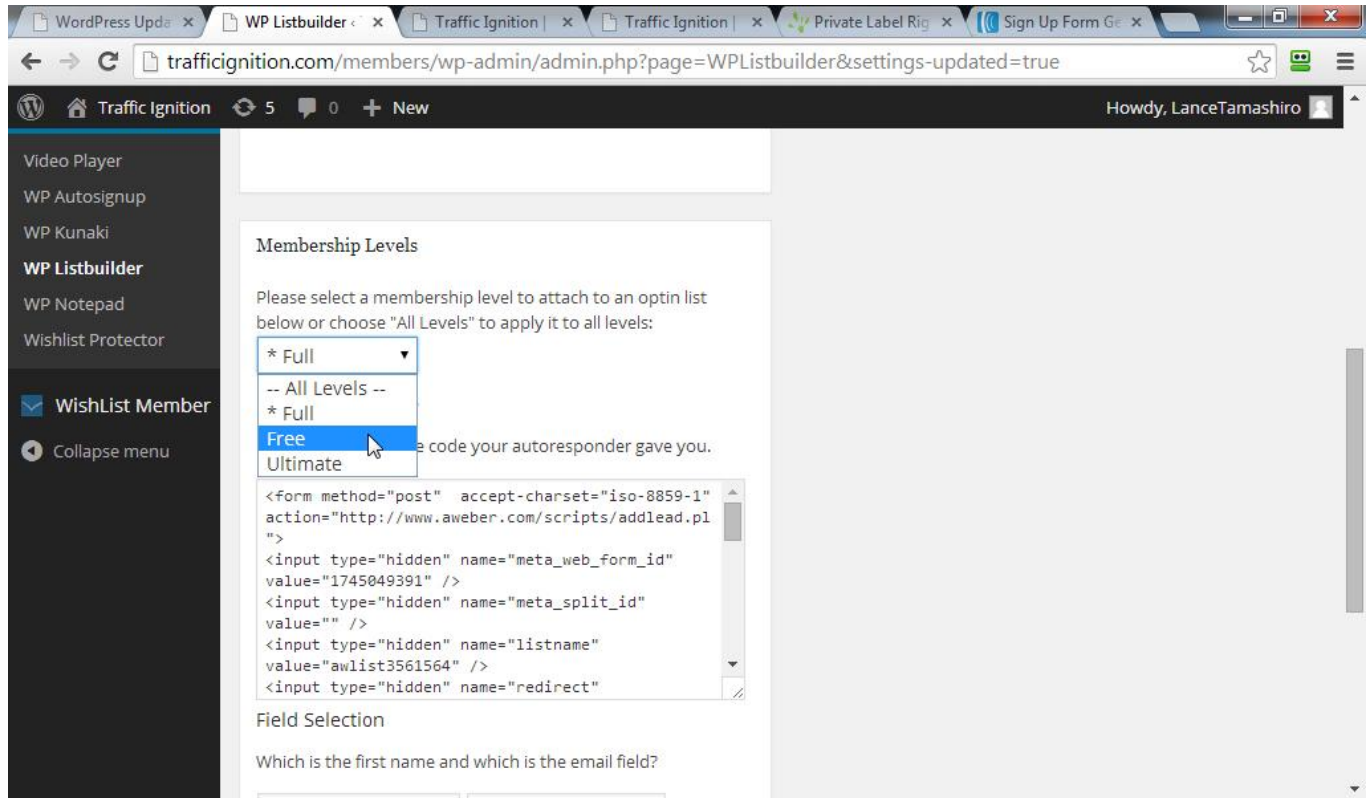 WordPress Upda
WP Listbuilder ‹
Traffic Ignition |
Traffic Ignition |
Private Label Rig
Sign Up Form Ge
trafficignition.com/members/wp-admin/admin.php?page=WPListbuilder&settings-updated=true
Traffic Ignition 5 0 + New
Howdy, LanceTamashiro
Video Player
WP Autosignup
WP Kunaki
WP Listbuilder
WP Notepad
Wishlist Protector
WishList Member
Collapse menu
Membership Levels
Please select a membership level to attach to an optin list
below or choose "All Levels" to apply it to all levels:
* Full
-- All Levels --
* Full
Free
Ultimate
code your autoresponder gave you.
<form method="post"  accept-charset="iso-8859-1"
action="http://www.aweber.com/scripts/addlead.pl
">
<input type="hidden" name="meta_web_form_id"
value="1745049391" />
<input type="hidden" name="meta_split_id"
value="" />
<input type="hidden" name="listname"
value="awlist3561564" />
<input type="hidden" name="redirect"
Field Selection
Which is the first name and which is the email field?